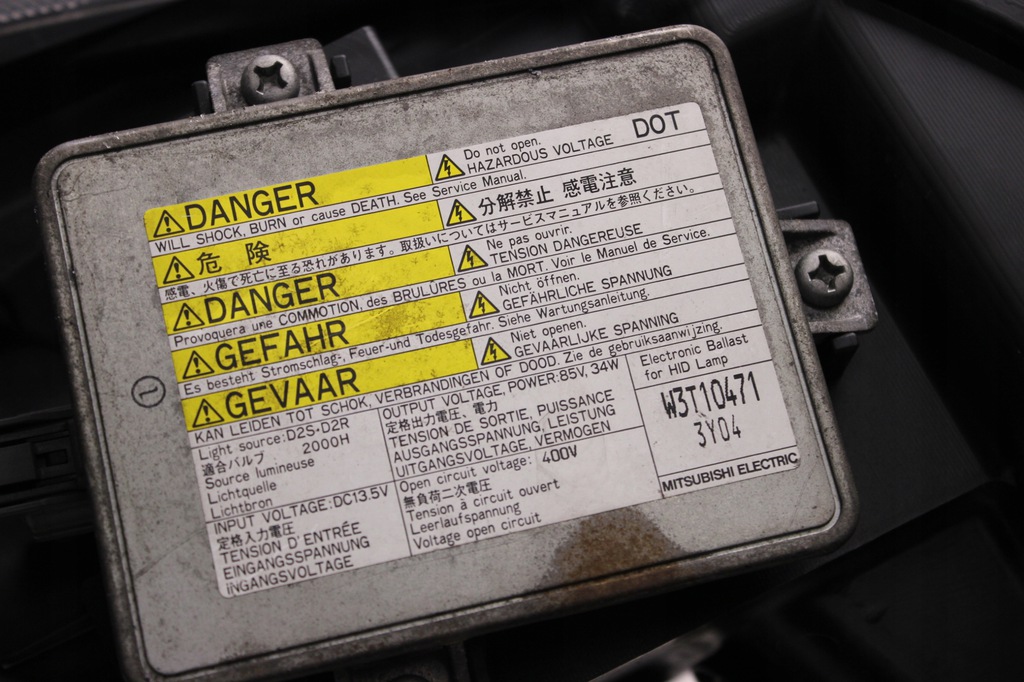 DANGER
Do not open.
HAZARDOUS VOLTAGE
DOT
WILL SHOCK, BURN or cause DEATH. See Service Manual.
危険
分解禁止 感電注意
感電、火傷で死亡に至る恐れがあります。取扱いについてはサービスマニュアルを参照ください。
DANGER
Ne pas ouvrir.
TENSION DANGEREUSE
Provoquera une COMMOTION, des BRULÛRES ou la MORT. Voir le Manuel de Service.
GEFAHR
Nicht öffnen.
GEFÄHRLICHE SPANNUNG
Es besteht Stromschlag-, Feuer-und Todesgefahr. Siehe Wartungsanleitung.
GEVAAR
Niet openen.
GEVAARLIJKE SPANNING
KAN LEIDEN TOT SCHOK, VERBRANDINGEN OF DOOD. Zie de gebruiksaanwijzing.
Light source:D2S-D2R
適合バルブ 2000H
Source lumineuse
Lichtquelle
Lichtbron
INPUT VOLTAGE:DC13.5V
定格入力電圧
TENSION D'ENTRÉE
EINGANGSSPANNUNG
INGANGSVOLTAGE
OUTPUT VOLTAGE, POWER:85V, 34W
定格出力電圧、電力
TENSION DE SORTIE, PUISSANCE
AUSGANGSSPANNUNG, LEISTUNG
UITGANGSVOLTAGE, VERMOGEN
Open circuit voltage: 400V
無負荷二次電圧
Tension à circuit ouvert
Leerlaufspannung
Voltage open circuit
Electronic Ballast
for HID Lamp
W3T10471
3Y04
MITSUBISHI ELECTRIC